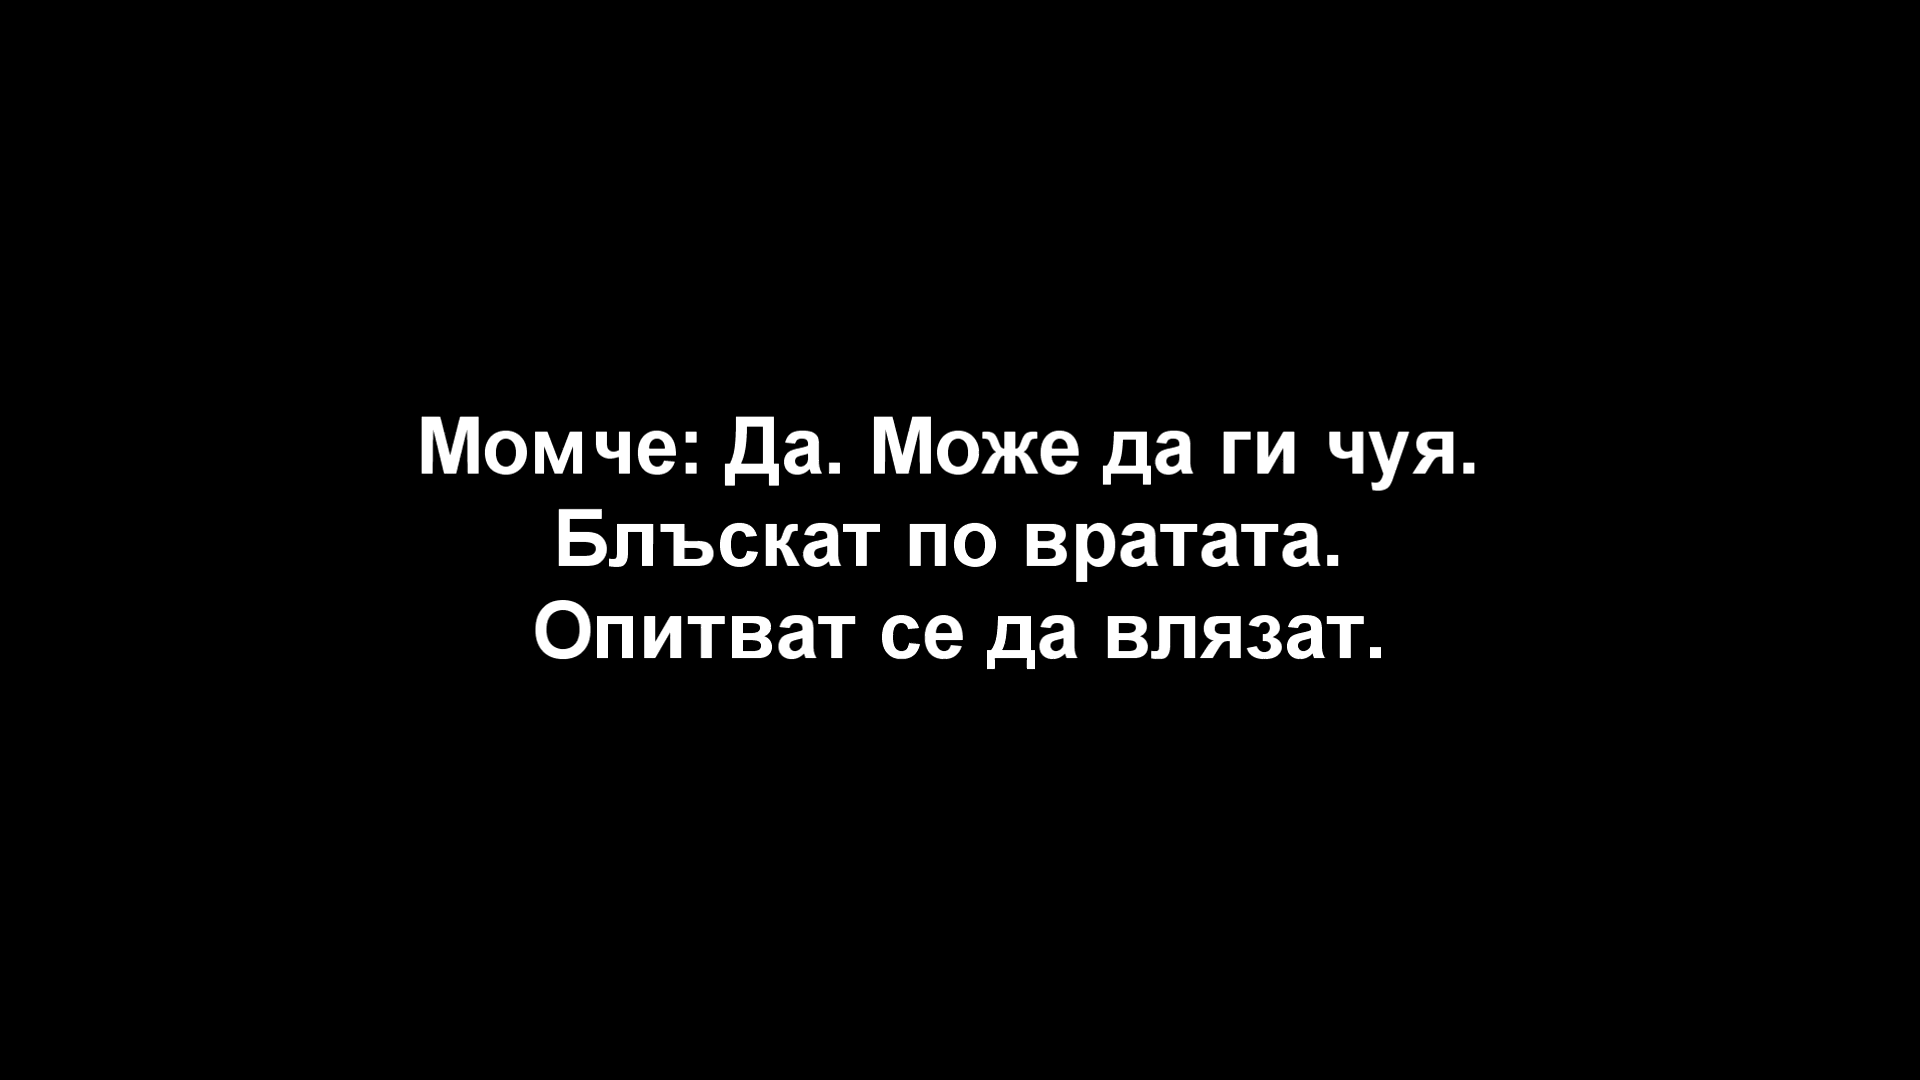 Момче: Да. Може да ги чуя.
Блъскат по вратата.
Опитват се да влязат.